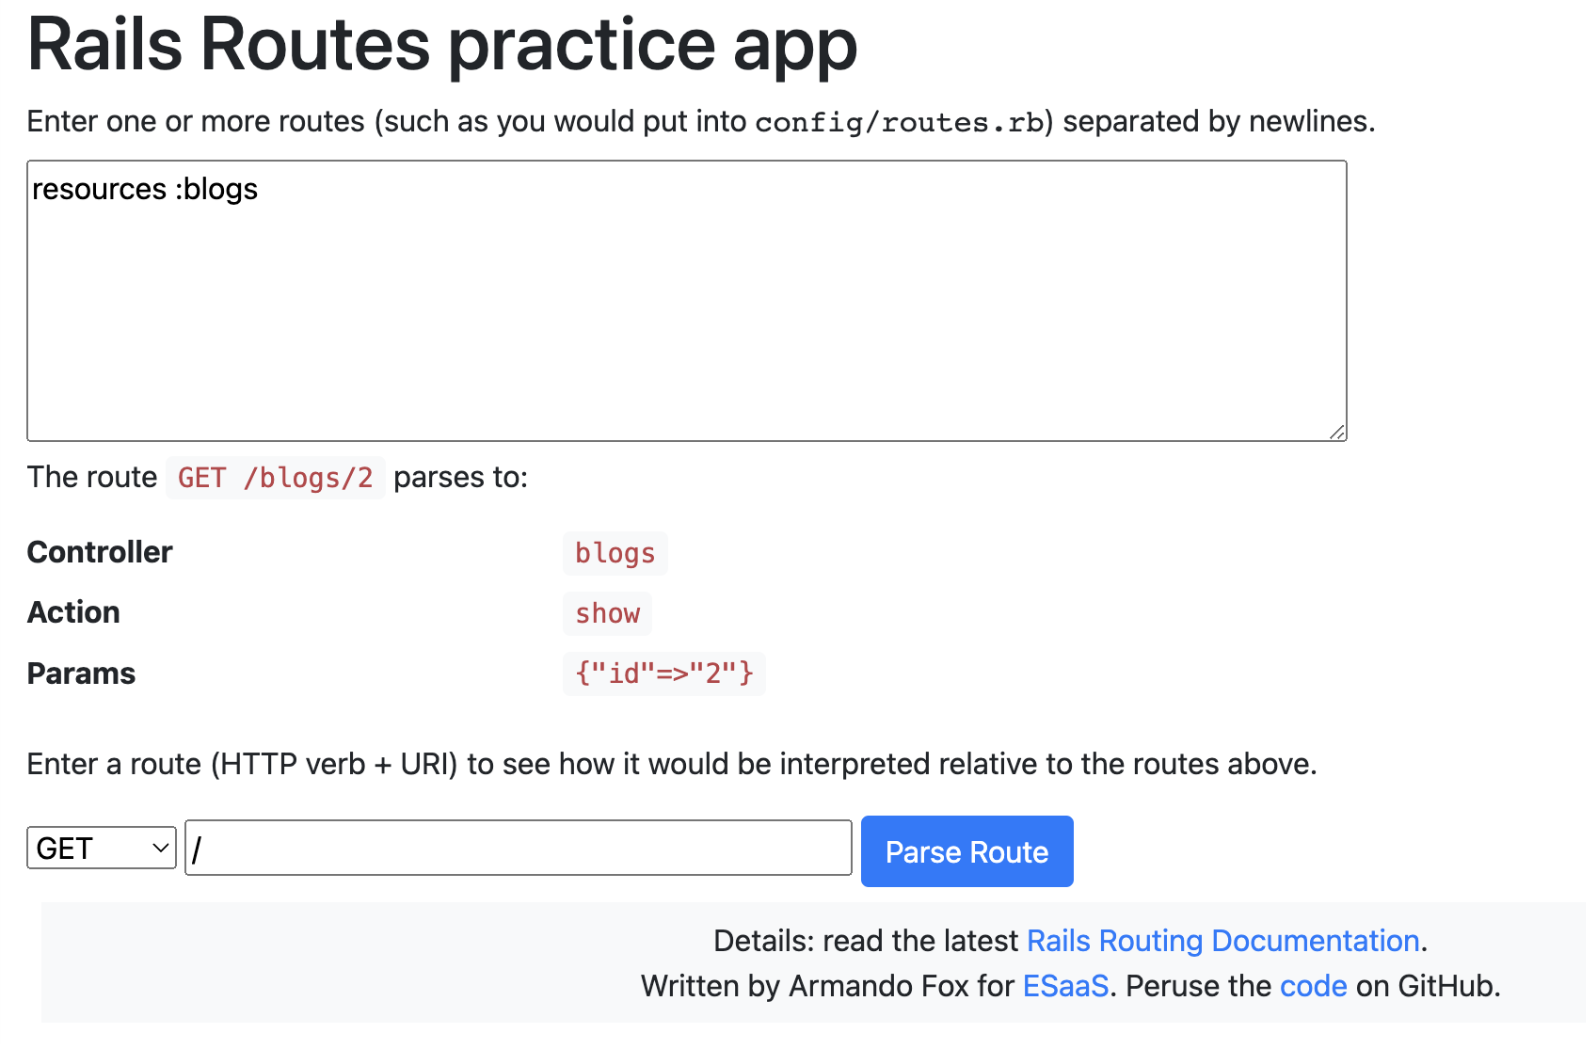 Rails Routes practice app
Enter one or more routes (such as you would put into config/routes.rb) separated by newlines.
resources :blogs
The route GET /blogs/2 parses to:
Controller blogs
Action show
Params {"id"=>"2"}
Enter a route (HTTP verb + URI) to see how it would be interpreted relative to the routes above.
GET / Parse Route
Details: read the latest Rails Routing Documentation.
Written by Armando Fox for ESaaS. Peruse the code on GitHub.